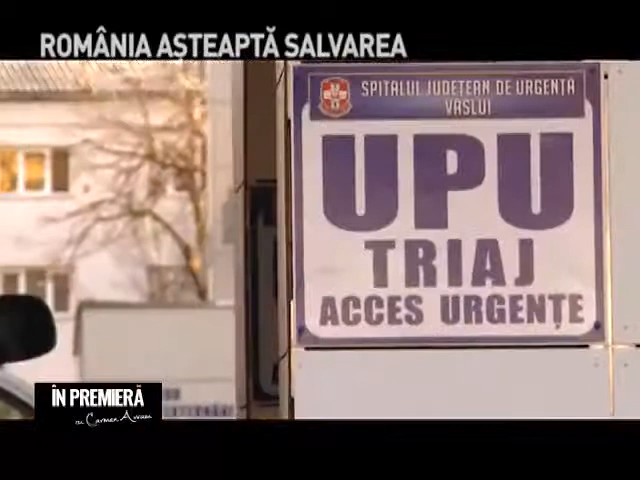 ROMÂNIA AȘTEAPTĂ SALVAREA
SPITALUL JUDEȚEAN DE URGENȚĂ
VASLUI
UPU
TRIAJ
ACCES URGENȚE
ÎN PREMIERĂ
cu Carmen Avram